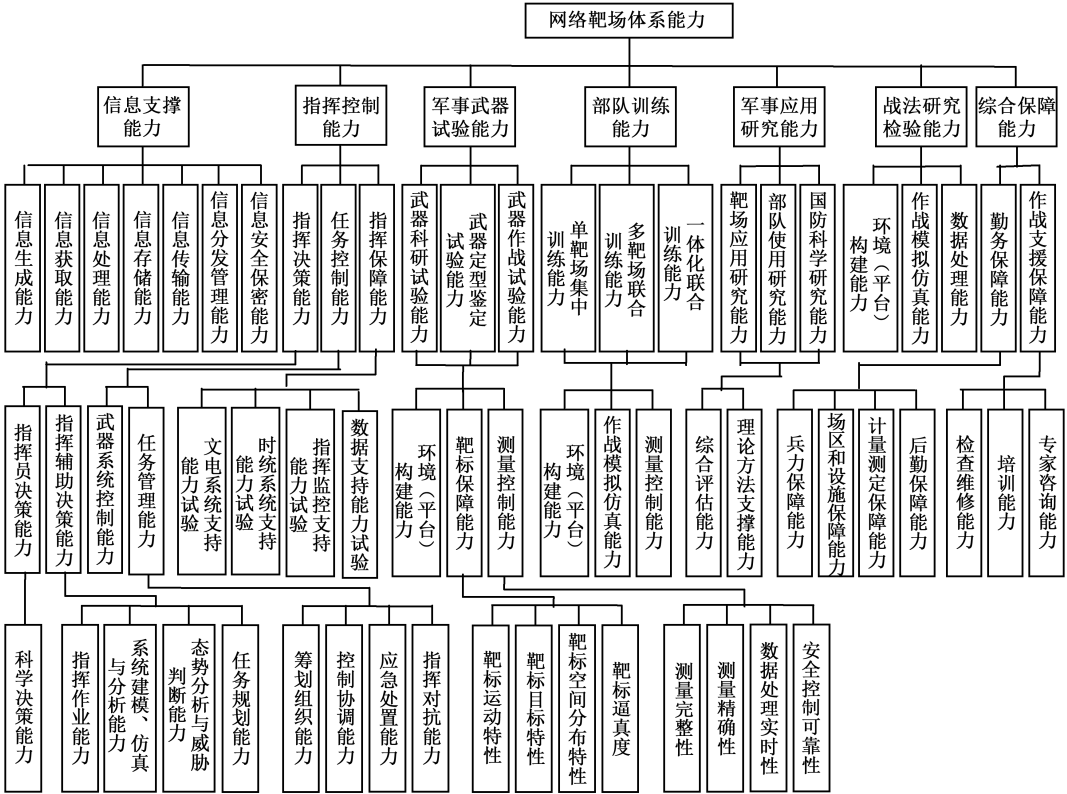 网络靶场体系能力
信息支撑
能力
指挥控制
能力
军事武器
试验能力
部队训练
能力
军事应用
研究能力
战法研究
检验能力
综合保障
能力
信息生成能力
信息获取能力
信息处理能力
信息存储能力
信息传输能力
信息分发管理能力
信息安全保密能力
指挥决策能力
任务控制能力
指挥保障能力
武器科研试验能力
武器定型鉴定
试验能力
武器作战试验能力
单靶场集中
训练能力
多靶场联合
训练能力
一体化联合
训练能力
靶场应用研究能力
部队使用研究能力
国防科学研究能力
环境（平台）
构建能力
作战模拟仿真能力
数据处理能力
勤务保障能力
作战支援保障能力
指挥员决策能力
指挥辅助决策能力
武器系统控制能力
任务管理能力
文电系统支持
能力试验
时统系统支持
能力试验
指挥监控支持
能力试验
数据支持能力试验
环境（平台）
构建能力
靶标保障能力
测量控制能力
环境（平台）
构建能力
作战模拟仿真能力
测量控制能力
综合评估能力
理论方法支撑能力
兵力保障能力
场区和设施保障能力
计量测定保障能力
后勤保障能力
检查维修能力
培训能力
专家咨询能力
科学决策能力
指挥作业能力
系统建模、仿真
与分析能力
态势分析与威胁
判断能力
任务规划能力
筹划组织能力
控制协调能力
应急处置能力
指挥对抗能力
靶标运动特性
靶标目标特性
靶标空间分布特性
靶标逼真度
测量完整性
测量精确性
数据处理实时性
安全控制可靠性